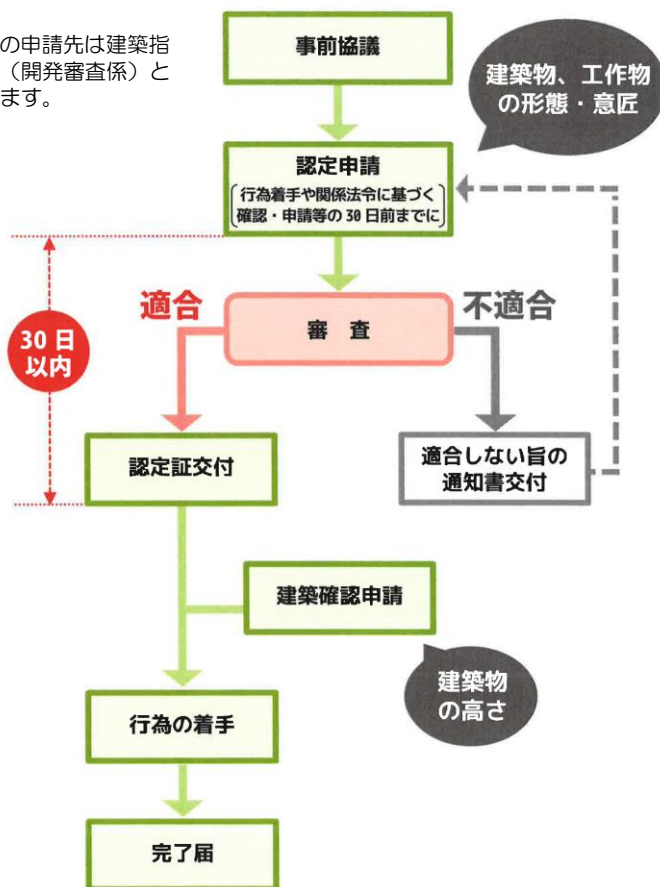 の申請先は建築指
（開発審査係）と
ます。
事前協議
建築物、工作物
の形態・意匠
認定申請
行為着手や関係法令に基づく
確認・申請等の30日前までに
適合
不適合
30日
以内
審　査
認定証交付
適合しない旨の
通知書交付
建築確認申請
建築物
の高さ
行為の着手
完了届